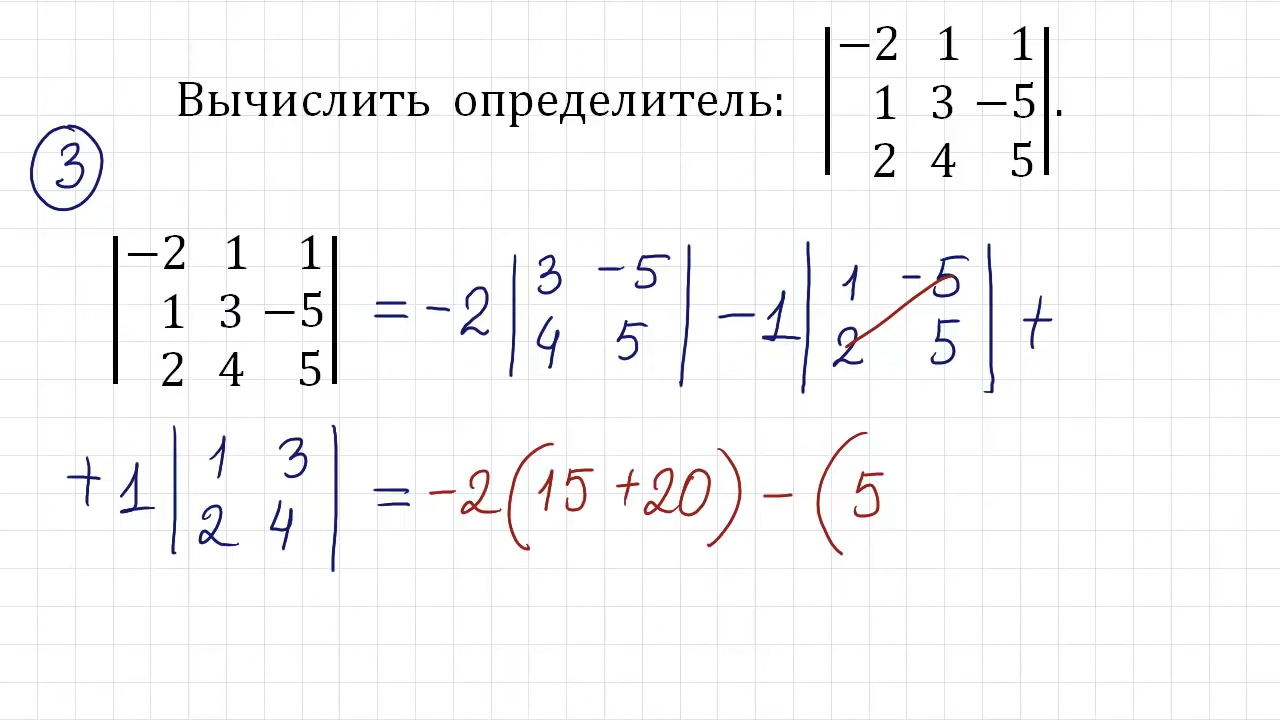 Вычислить определитель: |−2 1 1|
|1 3 −5|.
|2 4 5|
3
|−2 1 1|
|1 3 −5| = -2 |3 -5| -1 |1 -5| +
|2 4 5| |4 5| |2 5|
+1 |1 3| = -2(15+20) - (5
|2 4|